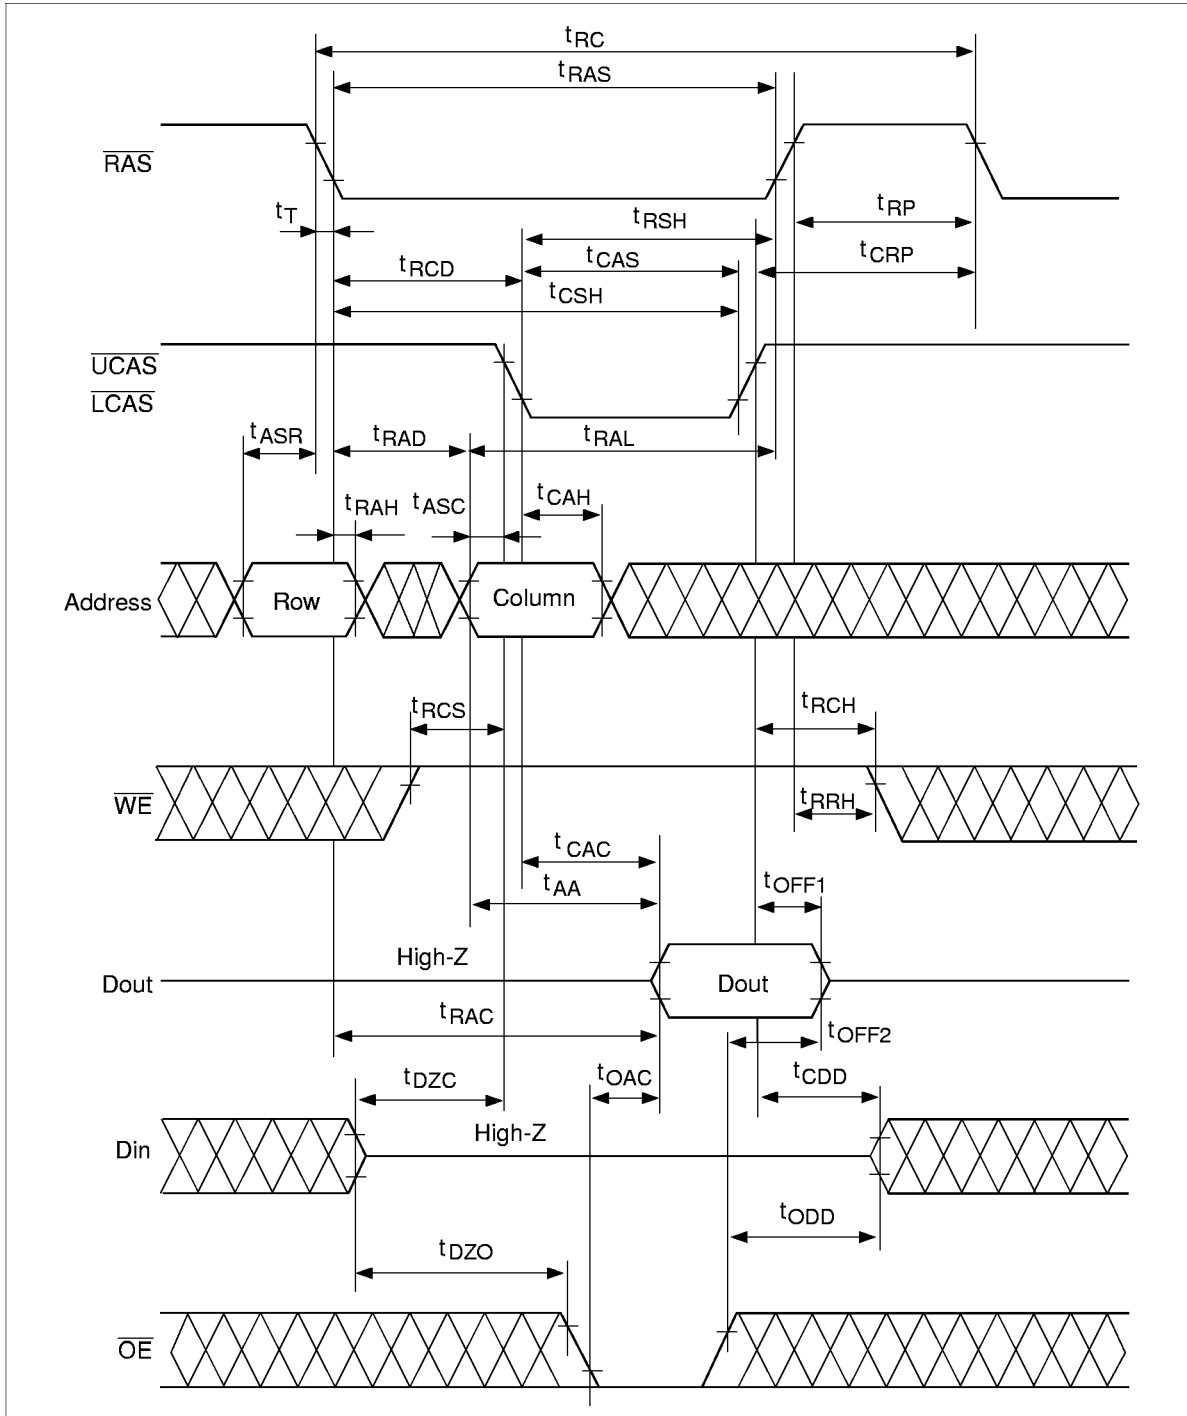 tRC
tRAS
RAS
tT
tRSH
tRP
tRCD
tCAS
tCRP
tCSH
UCAS
LCAS
tASR
tRAD
tRAL
tRAH
tASC
tCAH
Address
Row
Column
tRCS
tRCH
WE
tRRH
tCAC
tAA
tOFF1
High-Z
Dout
Dout
tRAC
tOFF2
tDZC
tOAC
tCDD
Din
High-Z
tODD
tDZO
OE